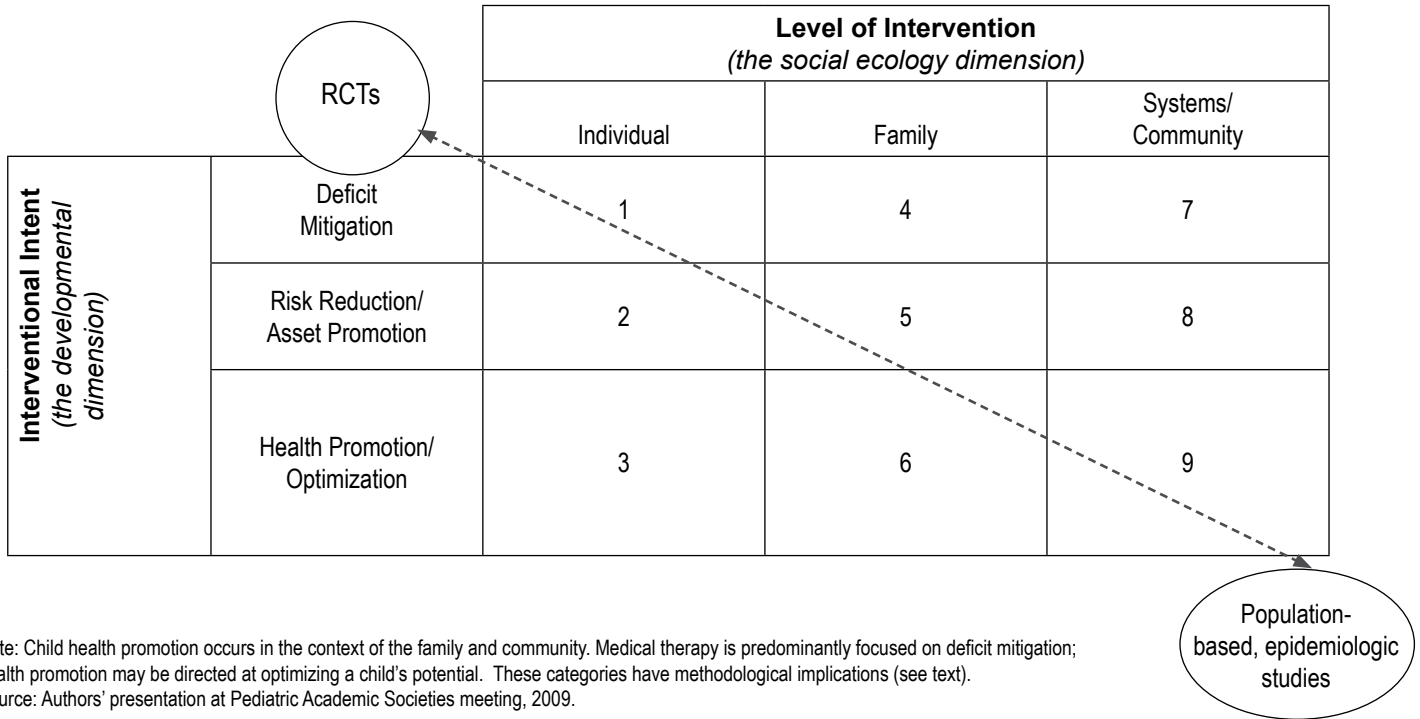 Level of Intervention
(the social ecology dimension)
RCTs
Individual
Family
Systems/
Community
Interventional Intent
(the developmental
dimension)
Deficit
Mitigation
1
4
7
Risk Reduction/
Asset Promotion
2
5
8
Health Promotion/
Optimization
3
6
9
Population-
based, epidemiologic
studies
te: Child health promotion occurs in the context of the family and community. Medical therapy is predominantly focused on deficit mitigation;
alth promotion may be directed at optimizing a child's potential. These categories have methodological implications (see text).
urce: Authors' presentation at Pediatric Academic Societies meeting, 2009.